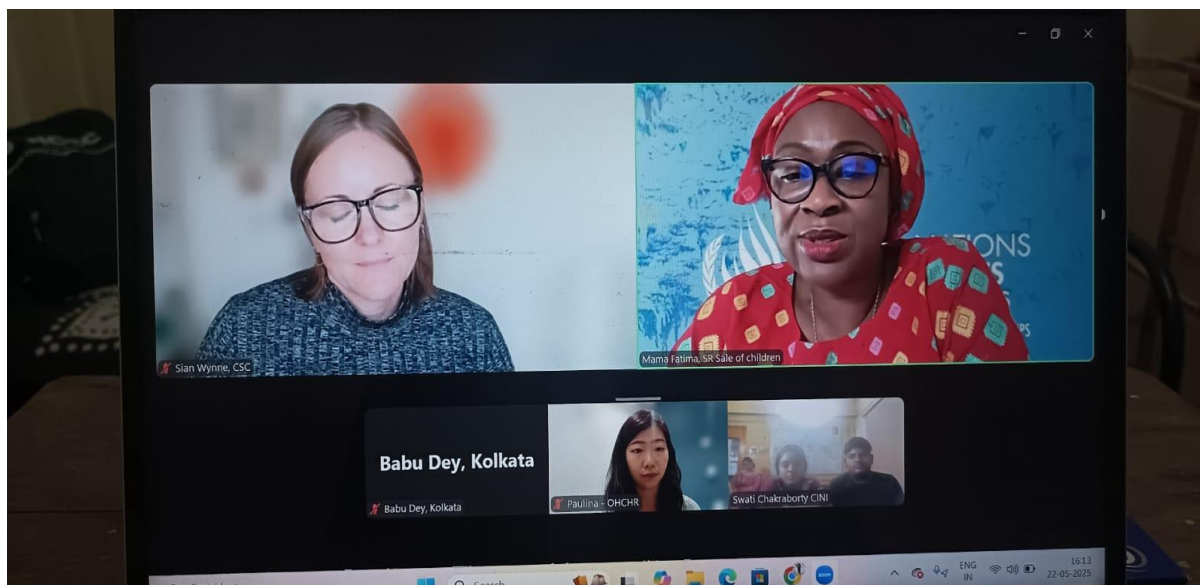 ATIONS
Sian Wynne, CSC
Mama Fatima, SR Sale of children
Babu Dey, Kolkata
Babu Dey, Kolkata
Paulina - OHCHR
Swati Chakraborty CINI
Search
ENG
IN
16:13
22-05-2025